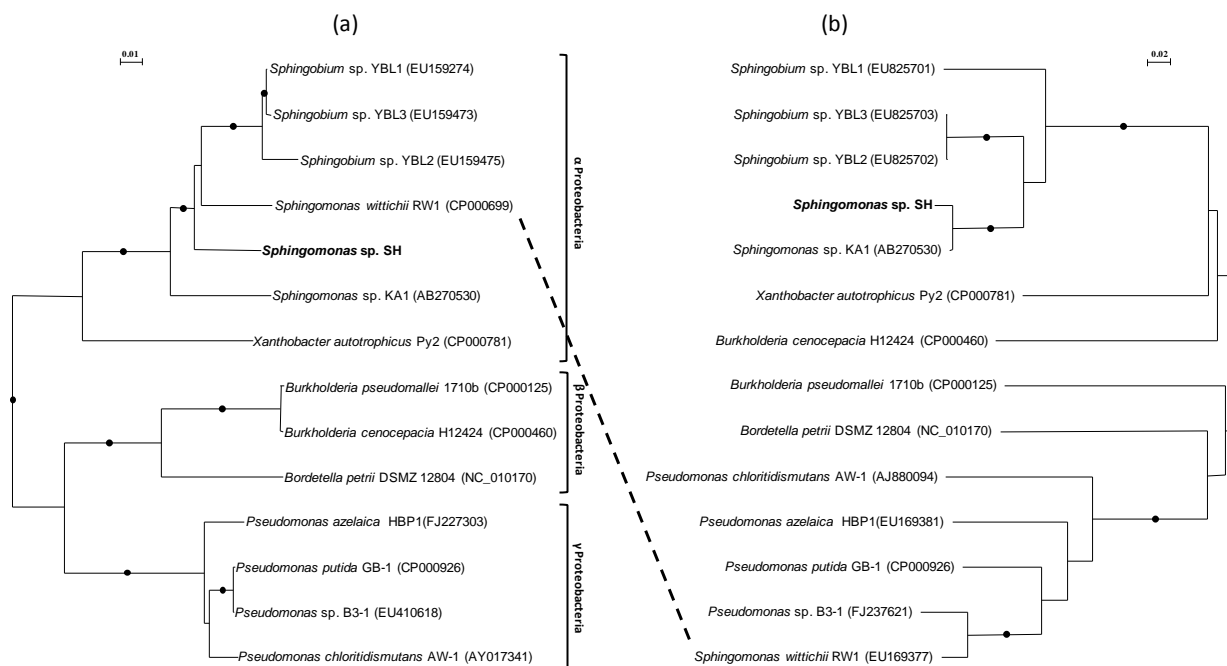 (a)
0.01
Sphingobium sp. YBL1 (EU159274)
Sphingobium sp. YBL3 (EU159473)
Sphingobium sp. YBL2 (EU159475)
Sphingomonas wittichii RW1 (CP000699)
Sphingomonas sp. SH
Sphingomonas sp. KA1 (AB270530)
Xanthobacter autotrophicus Py2 (CP000781)
Burkholderia pseudomallei 1710b (CP000125)
Burkholderia cenocepacia H12424 (CP000460)
Bordetella petrii DSMZ 12804 (NC_010170)
Pseudomonas azelaica HBP1(FJ227303)
Pseudomonas putida GB-1 (CP000926)
Pseudomonas sp. B3-1 (EU410618)
Pseudomonas chloritidismutans AW-1 (AY017341)
α Proteobacteria
β Proteobacteria
γ Proteobacteria
(b)
0.02
Sphingobium sp. YBL1 (EU825701)
Sphingobium sp. YBL3 (EU825703)
Sphingobium sp. YBL2 (EU825702)
Sphingomonas sp. SH
Sphingomonas sp. KA1 (AB270530)
Xanthobacter autotrophicus Py2 (CP000781)
Burkholderia cenocepacia H12424 (CP000460)
Burkholderia pseudomallei 1710b (CP000125)
Bordetella petrii DSMZ 12804 (NC_010170)
Pseudomonas chloritidismutans AW-1 (AJ880094)
Pseudomonas azelaica HBP1(EU169381)
Pseudomonas putida GB-1 (CP000926)
Pseudomonas sp. B3-1 (FJ237621)
Sphingomonas wittichii RW1 (EU169377)